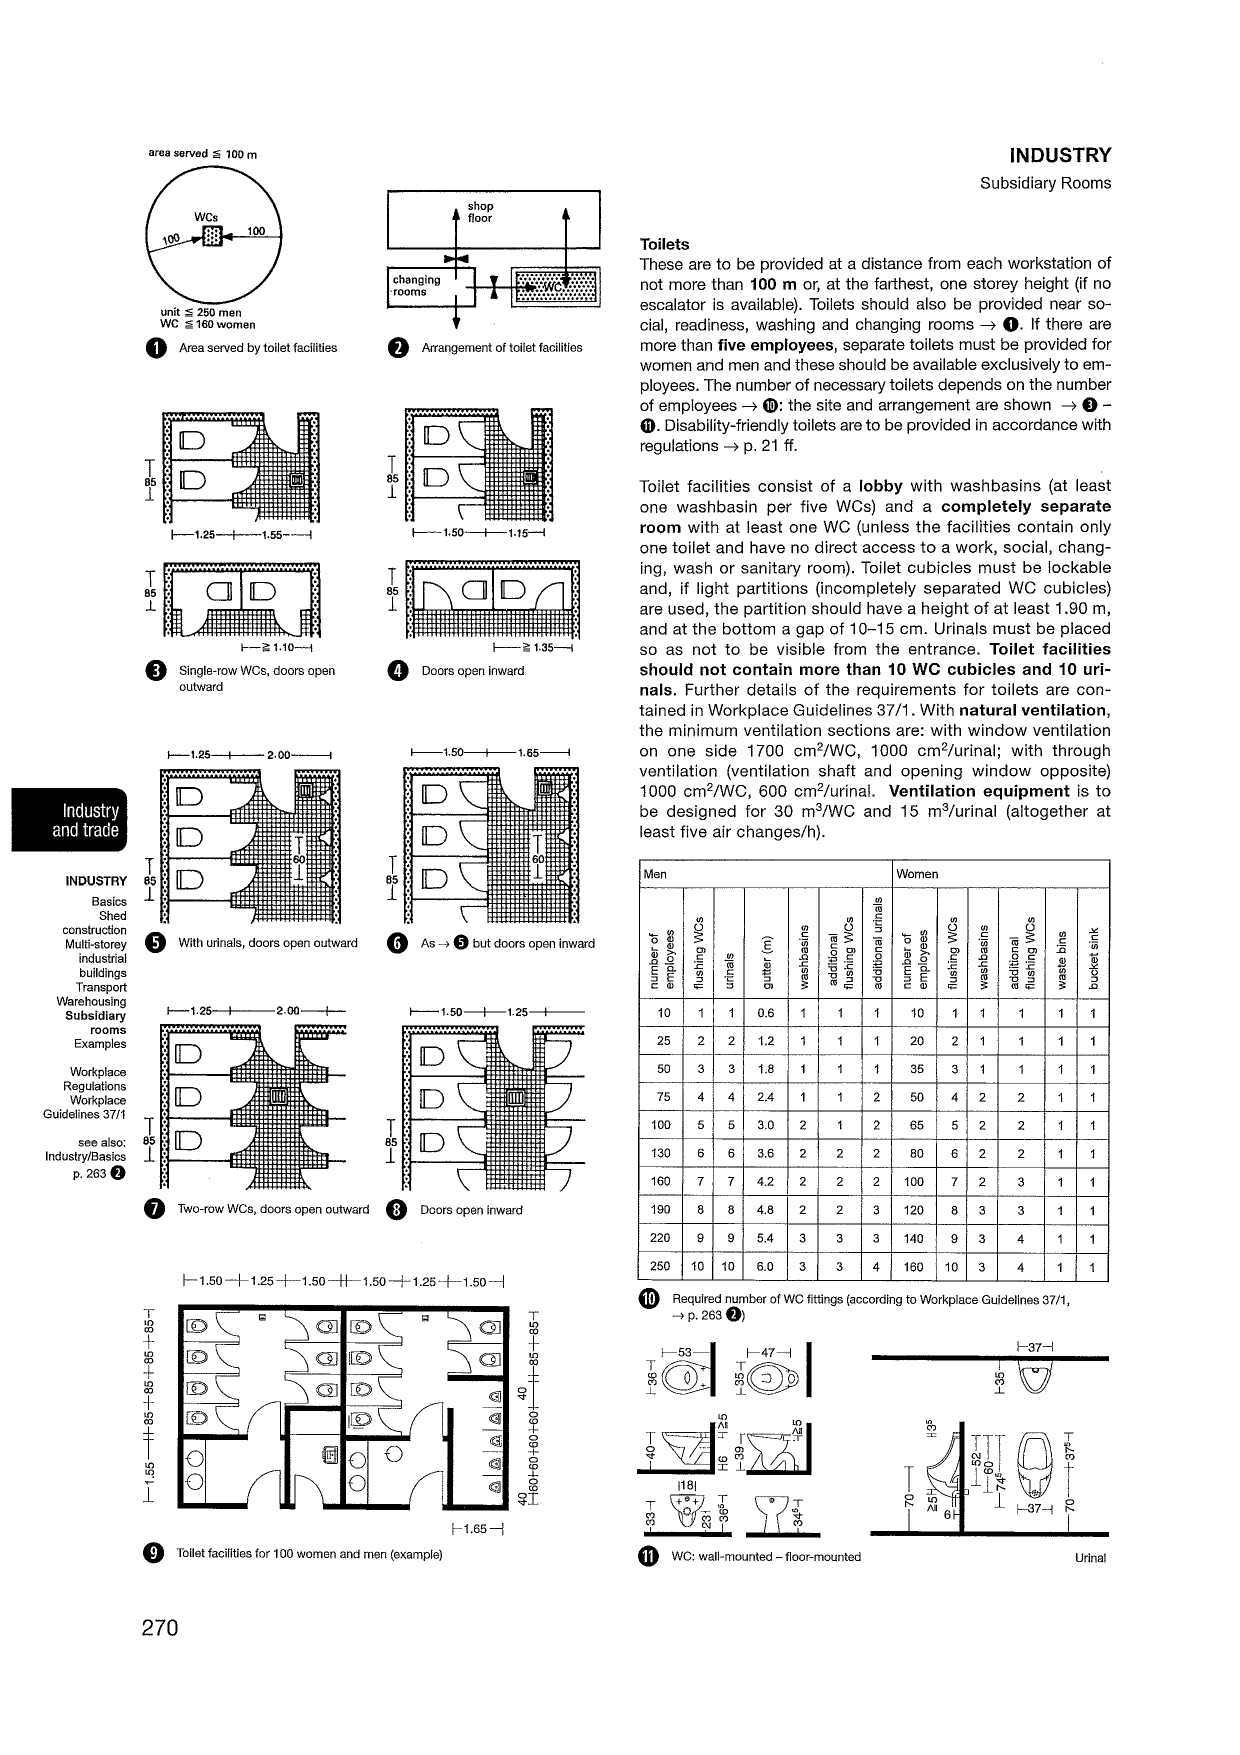 INDUSTRY
Subsidiary Rooms
area served ≦ 100 m
WCs
100
100
unit ≦ 250 men
WC ≦ 160 women
1 Area served by toilet facilities
shop
floor
changing
rooms
WC
2 Arrangement of toilet facilities
85
1.25
1.55
85
≧ 1.10
3 Single-row WCs, doors open
outward
85
1.50
1.15
85
≧ 1.35
4 Doors open inward
1.25
2.00
60
85
5 With urinals, doors open outward
1.50
1.65
60
85
6 As → 5 but doors open inward
1.25
2.00
85
7 Two-row WCs, doors open outward
1.50
1.25
85
8 Doors open inward
1.50 1.25 1.50 1.50 1.25 1.50
1.55 85 85 85 85
40 60 60 60 60 40 85 85
1.65
9 Toilet facilities for 100 women and men (example)
Industry
and trade
INDUSTRY
Basics
Shed
construction
Multi-storey
industrial
buildings
Transport
Warehousing
Subsidiary
rooms
Examples
Workplace
Regulations
Workplace
Guidelines 37/1
see also:
Industry/Basics
p. 263 2
Toilets
These are to be provided at a distance from each workstation of
not more than 100 m or, at the farthest, one storey height (if no
escalator is available). Toilets should also be provided near so-
cial, readiness, washing and changing rooms → 1. If there are
more than five employees, separate toilets must be provided for
women and men and these should be available exclusively to em-
ployees. The number of necessary toilets depends on the number
of employees → 10: the site and arrangement are shown → 3 –
11. Disability-friendly toilets are to be provided in accordance with
regulations → p. 21 ff.
Toilet facilities consist of a lobby with washbasins (at least
one washbasin per five WCs) and a completely separate
room with at least one WC (unless the facilities contain only
one toilet and have no direct access to a work, social, chang-
ing, wash or sanitary room). Toilet cubicles must be lockable
and, if light partitions (incompletely separated WC cubicles)
are used, the partition should have a height of at least 1.90 m,
and at the bottom a gap of 10–15 cm. Urinals must be placed
so as not to be visible from the entrance. Toilet facilities
should not contain more than 10 WC cubicles and 10 uri-
nals. Further details of the requirements for toilets are con-
tained in Workplace Guidelines 37/1. With natural ventilation,
the minimum ventilation sections are: with window ventilation
on one side 1700 cm²/WC, 1000 cm²/urinal; with through
ventilation (ventilation shaft and opening window opposite)
1000 cm²/WC, 600 cm²/urinal. Ventilation equipment is to
be designed for 30 m³/WC and 15 m³/urinal (altogether at
least five air changes/h).
Men Women
number of employees flushing WCs urinals gutter (m) washbasins additional flushing WCs additional urinals number of employees flushing WCs washbasins additional flushing WCs waste bins bucket sink
10 1 1 0.6 1 1 1 10 1 1 1 1 1
25 2 2 1.2 1 1 1 20 2 1 1 1 1
50 3 3 1.8 1 1 1 35 3 1 1 1 1
75 4 4 2.4 1 1 2 50 4 2 2 1 1
100 5 5 3.0 2 1 2 65 5 2 2 1 1
130 6 6 3.6 2 2 2 80 6 2 2 1 1
160 7 7 4.2 2 2 2 100 7 2 3 1 1
190 8 8 4.8 2 2 3 120 8 3 3 1 1
220 9 9 5.4 3 3 3 140 9 3 4 1 1
250 10 10 6.0 3 3 4 160 10 3 4 1 1
10 Required number of WC fittings (according to Workplace Guidelines 37/1,
→ p. 263 2)
53 47 37
36 35 35
40 ≧5 6 39 ≧5
18
33 23 36⁵ 34⁵
3⁵ 70 ≧5 6 52 60 74⁵ 37 37⁵ 70
11 WC: wall-mounted – floor-mounted
Urinal
270